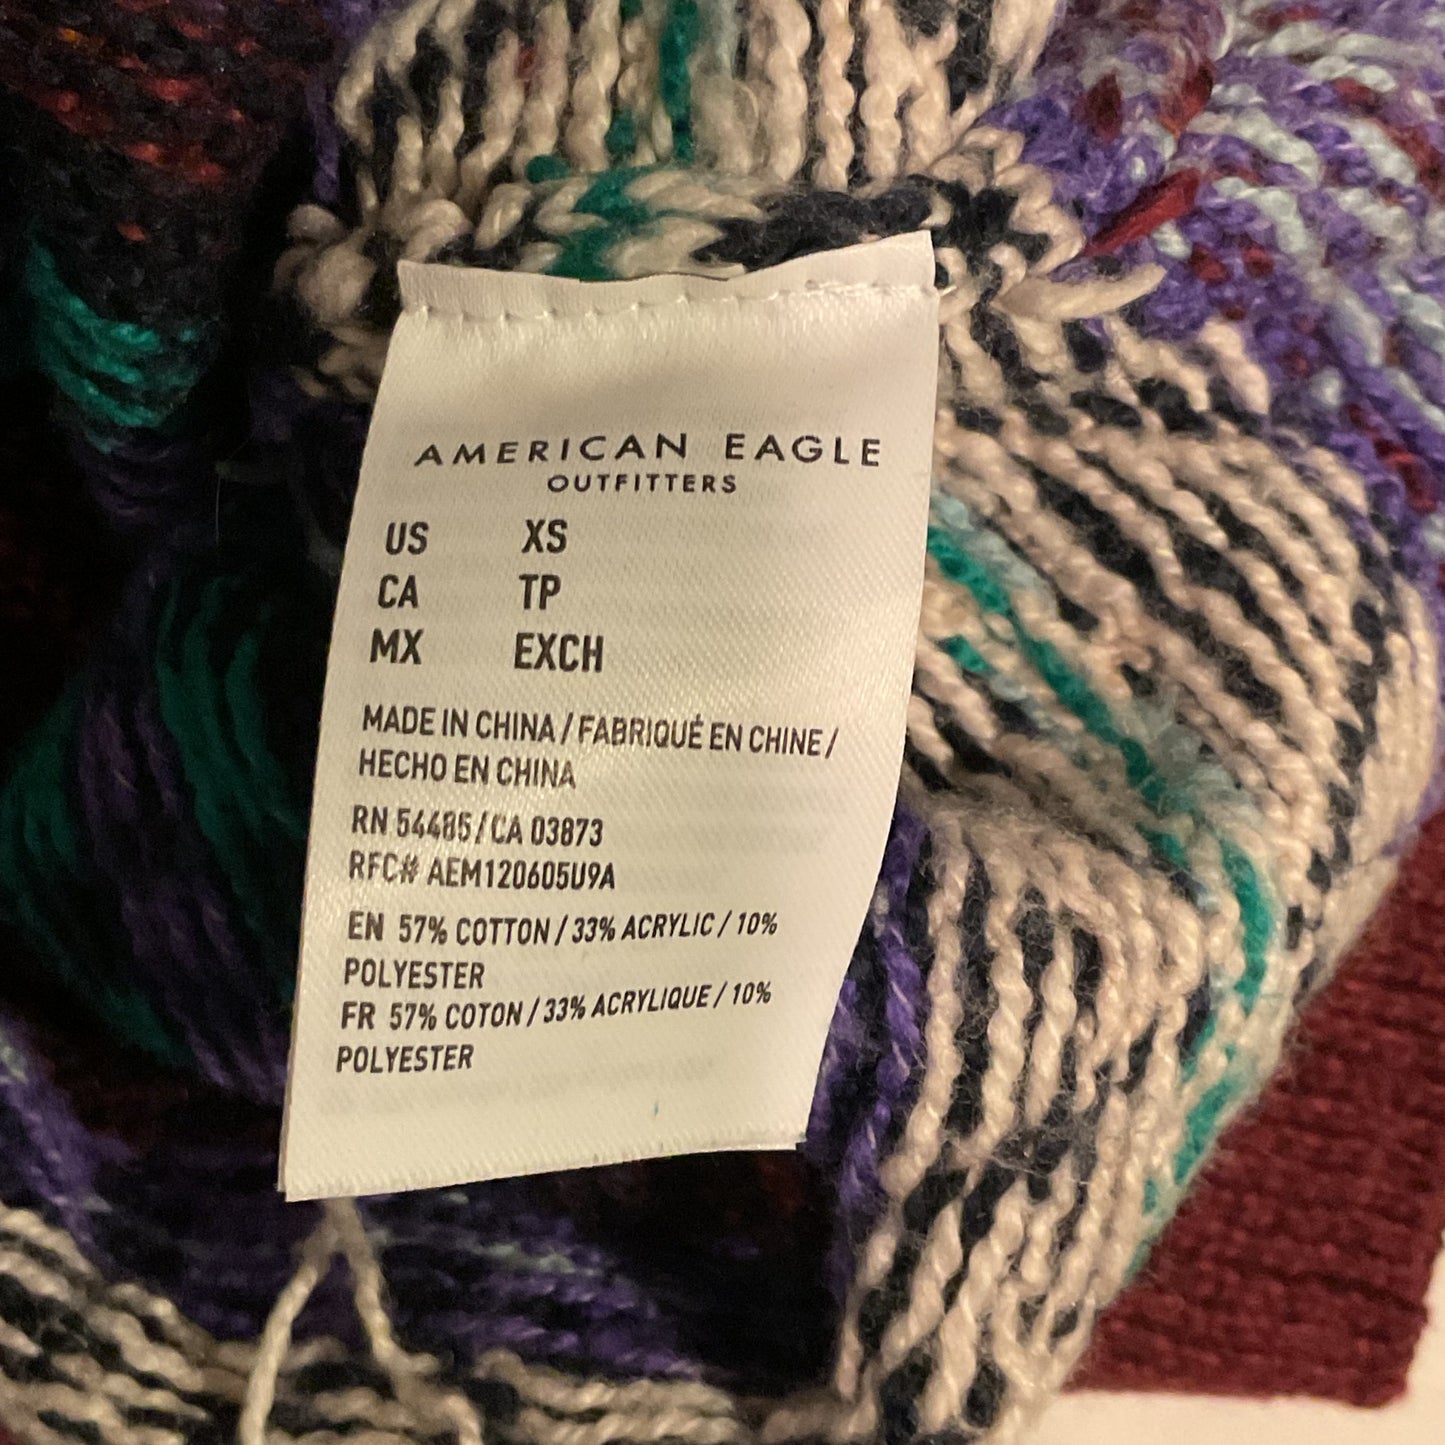 AMERICAN EAGLE
OUTFITTERS
US XS
CA TP
MX EXCH
MADE IN CHINA / FABRIQUÉ EN CHINE /
HECHO EN CHINA
RN 54485 / CA 03873
RFC# AEM120605U9A
EN 57% COTTON / 33% ACRYLIC / 10%
POLYESTER
FR 57% COTON / 33% ACRYLIQUE / 10%
POLYESTER